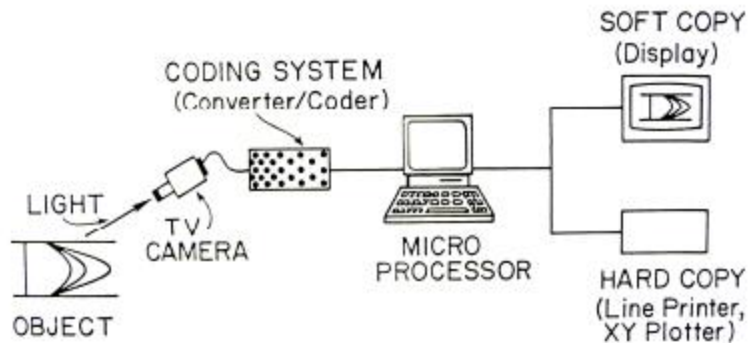 SOFT COPY
(Display)
CODING SYSTEM
(Converter/Coder)
LIGHT
TV
CAMERA
MICRO
PROCESSOR
OBJECT
HARD COPY
(Line Printer,
XY Plotter)